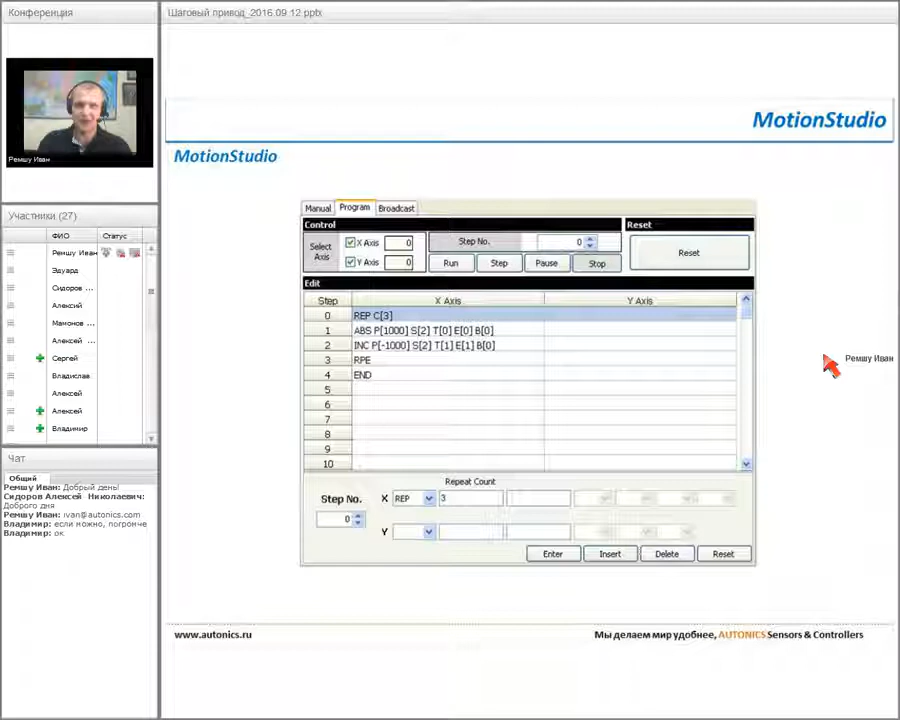 Конференция
Ремшу Иван
Участники (27)
ФИО Статус
Ремшу Иван
Эдуард
Сидоров ...
Алексий
Мамонов ...
Алексей ...
Сергей
Владислав
Алексей
Алексей
Владимир
Чат
Общий
Ремшу Иван: Добрый день!
Сидоров Алексей Николаевич:
Доброго дня
Ремшу Иван: ivan@autonics.com
Владимир: если можно, погромче
Владимир: ок
Шаговый привод_2016 09 12 pptx
MotionStudio
MotionStudio
Manual Program Broadcast
Control Reset
Select Axis
X Axis 0
Y Axis 0
Step No. 0
Run Step Pause Stop
Reset
Edit
Step X Axis Y Axis
0 REP C[3]
1 ABS P[1000] S[2] T[0] E[0] B[0]
2 INC P[-1000] S[2] T[1] E[1] B[0]
3 RPE
4 END
5
6
7
8
9
10
Repeat Count
Step No. X REP 3
0
Y
Enter Insert Delete Reset
Ремшу Иван
www.autonics.ru
Мы делаем мир удобнее, AUTONICS Sensors & Controllers